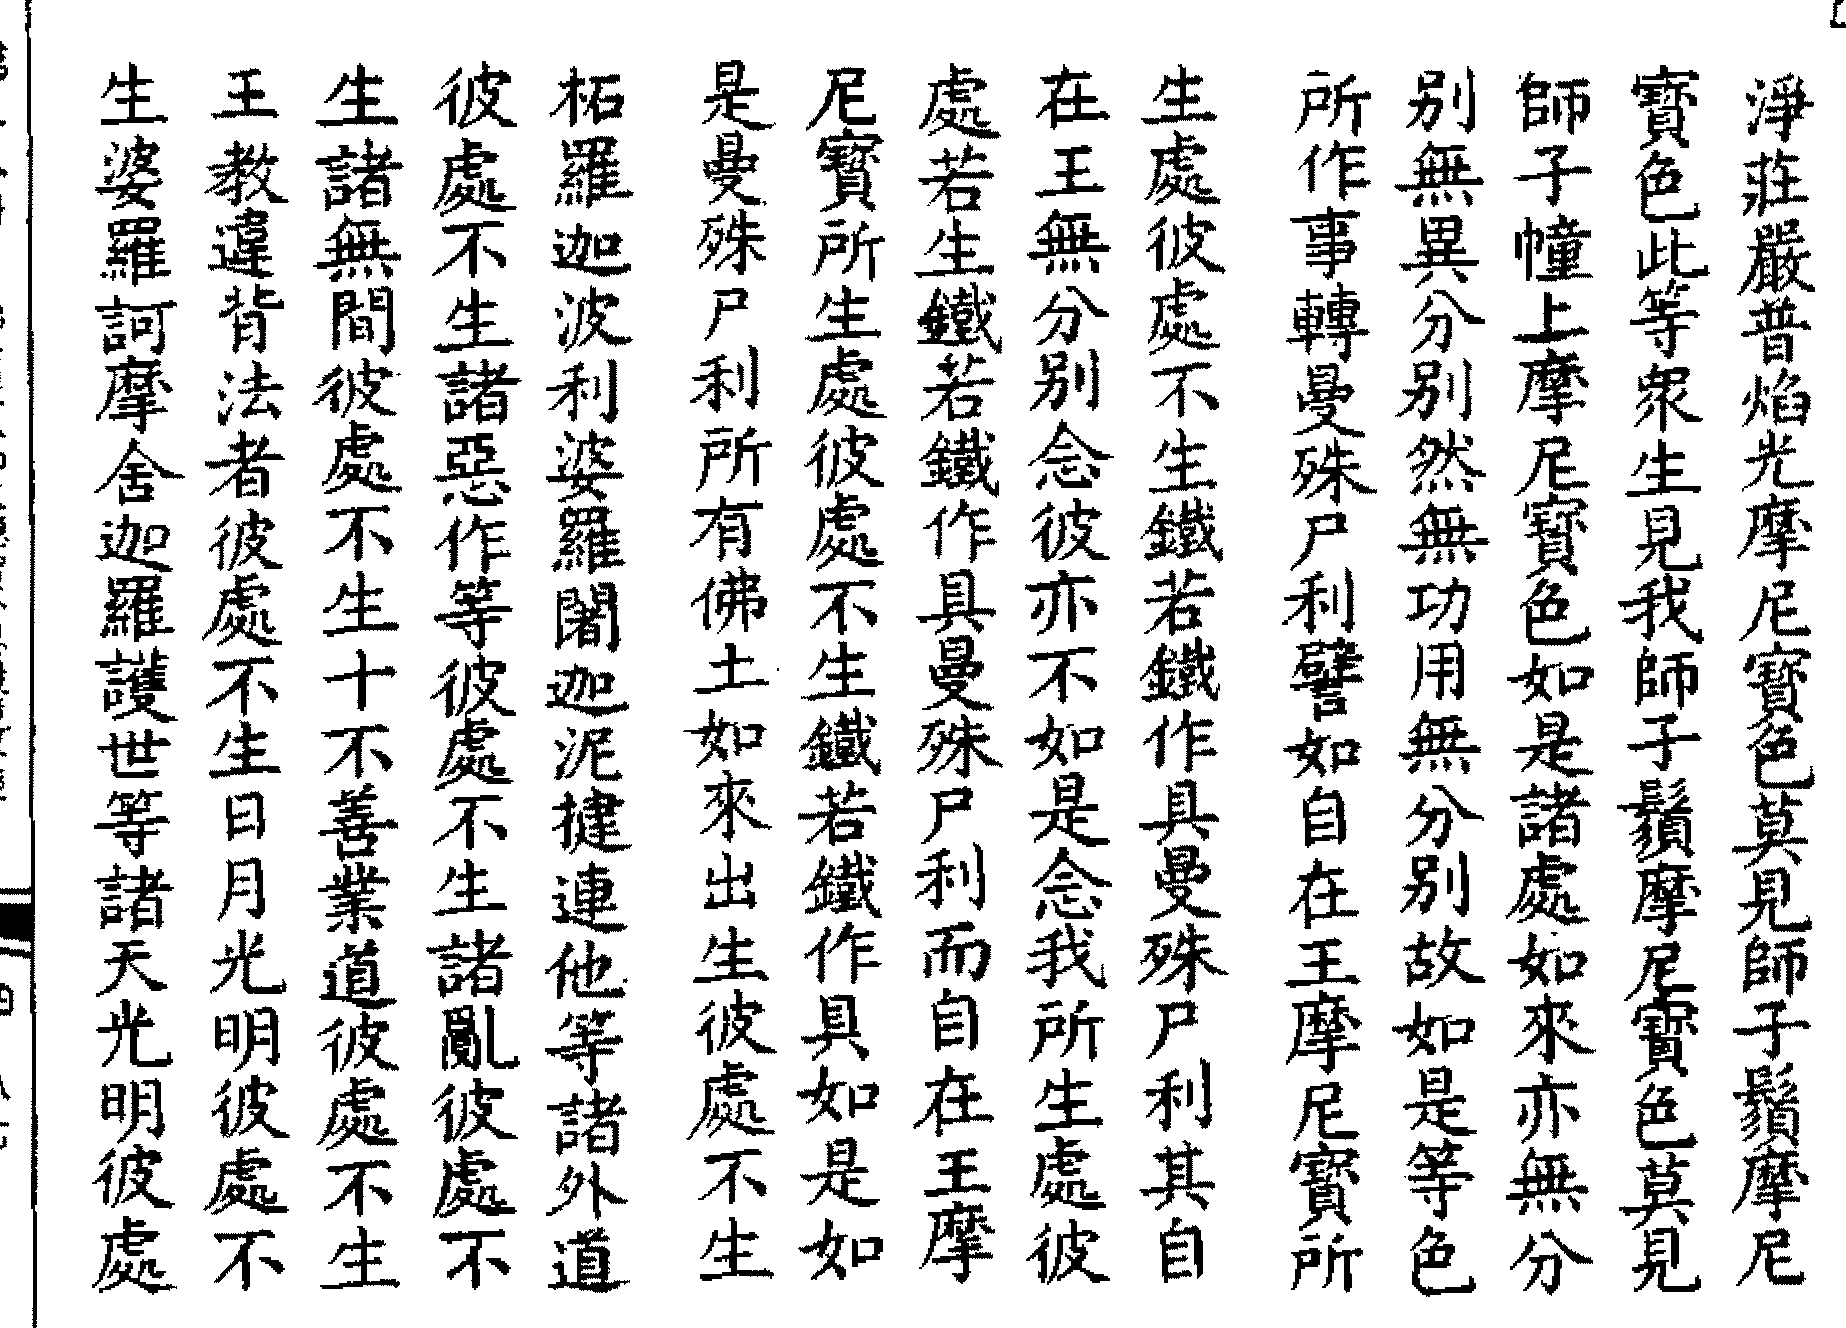 淨莊嚴普焰光摩尼寶色莫見師子鬚摩尼
寶色此等衆生見我師子鬚摩尼寶色莫見
師子幢上摩尼寶色如是諸處如來亦無分
別無異分別然無功用無分別故如是等色
所作事轉曼殊尸利譬如自在王摩尼寶所
生處彼處不生鐵若鐵作具曼殊尸利其自
在王無分別念彼亦不如是念我所生處彼
處若生鐵若鐵作具曼殊尸利而自在王摩
尼寶所生處彼處不生鐵若鐵作具如是如
是曼殊尸利所有佛土如來出生彼處不生
柘羅迦波利婆羅闍迦泥揵連他等諸外道
彼處不生諸惡作等彼處不生諸亂彼處不
生諸無間彼處不生十不善業道彼處不生
王教違背法者彼處不生日月光明彼處不
生婆羅訶摩舍迦羅護世等諸天光明彼處